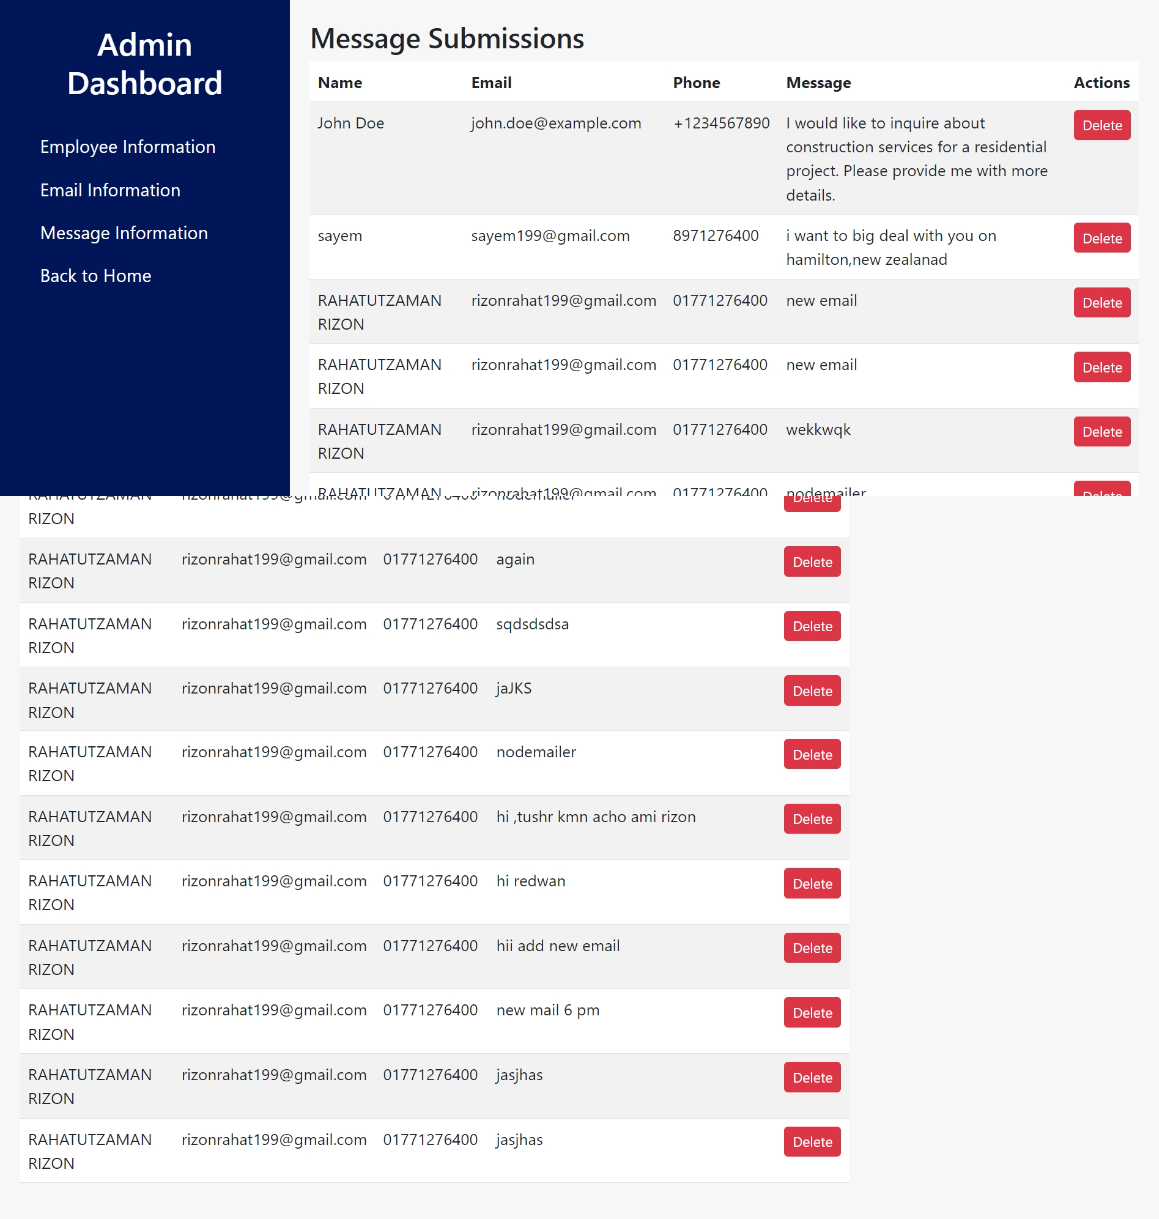 Admin
Dashboard
Employee Information
Email Information
Message Information
Back to Home
Message Submissions
Name Email Phone Message Actions
John Doe john.doe@example.com +1234567890 I would like to inquire about Delete
construction services for a residential
project. Please provide me with more
details.
sayem sayem199@gmail.com 8971276400 i want to big deal with you on Delete
hamilton,new zealanad
RAHATUTZAMAN rizonrahat199@gmail.com 01771276400 new email Delete
RIZON
RAHATUTZAMAN rizonrahat199@gmail.com 01771276400 new email Delete
RIZON
RAHATUTZAMAN rizonrahat199@gmail.com 01771276400 wekkwqk Delete
RIZON
RAHATUTZAMAN rizonrahat199@gmail.com 01771276400 nodemailer Delete
RAHATUTZAMAN rizonrahat199@gmail.com 01771276400 nodemailer Delete
RIZON
RAHATUTZAMAN rizonrahat199@gmail.com 01771276400 again Delete
RIZON
RAHATUTZAMAN rizonrahat199@gmail.com 01771276400 sqdsdsdsa Delete
RIZON
RAHATUTZAMAN rizonrahat199@gmail.com 01771276400 jaJKS Delete
RIZON
RAHATUTZAMAN rizonrahat199@gmail.com 01771276400 nodemailer Delete
RIZON
RAHATUTZAMAN rizonrahat199@gmail.com 01771276400 hi ,tushr kmn acho ami rizon Delete
RIZON
RAHATUTZAMAN rizonrahat199@gmail.com 01771276400 hi redwan Delete
RIZON
RAHATUTZAMAN rizonrahat199@gmail.com 01771276400 hii add new email Delete
RIZON
RAHATUTZAMAN rizonrahat199@gmail.com 01771276400 new mail 6 pm Delete
RIZON
RAHATUTZAMAN rizonrahat199@gmail.com 01771276400 jasjhas Delete
RIZON
RAHATUTZAMAN rizonrahat199@gmail.com 01771276400 jasjhas Delete
RIZON